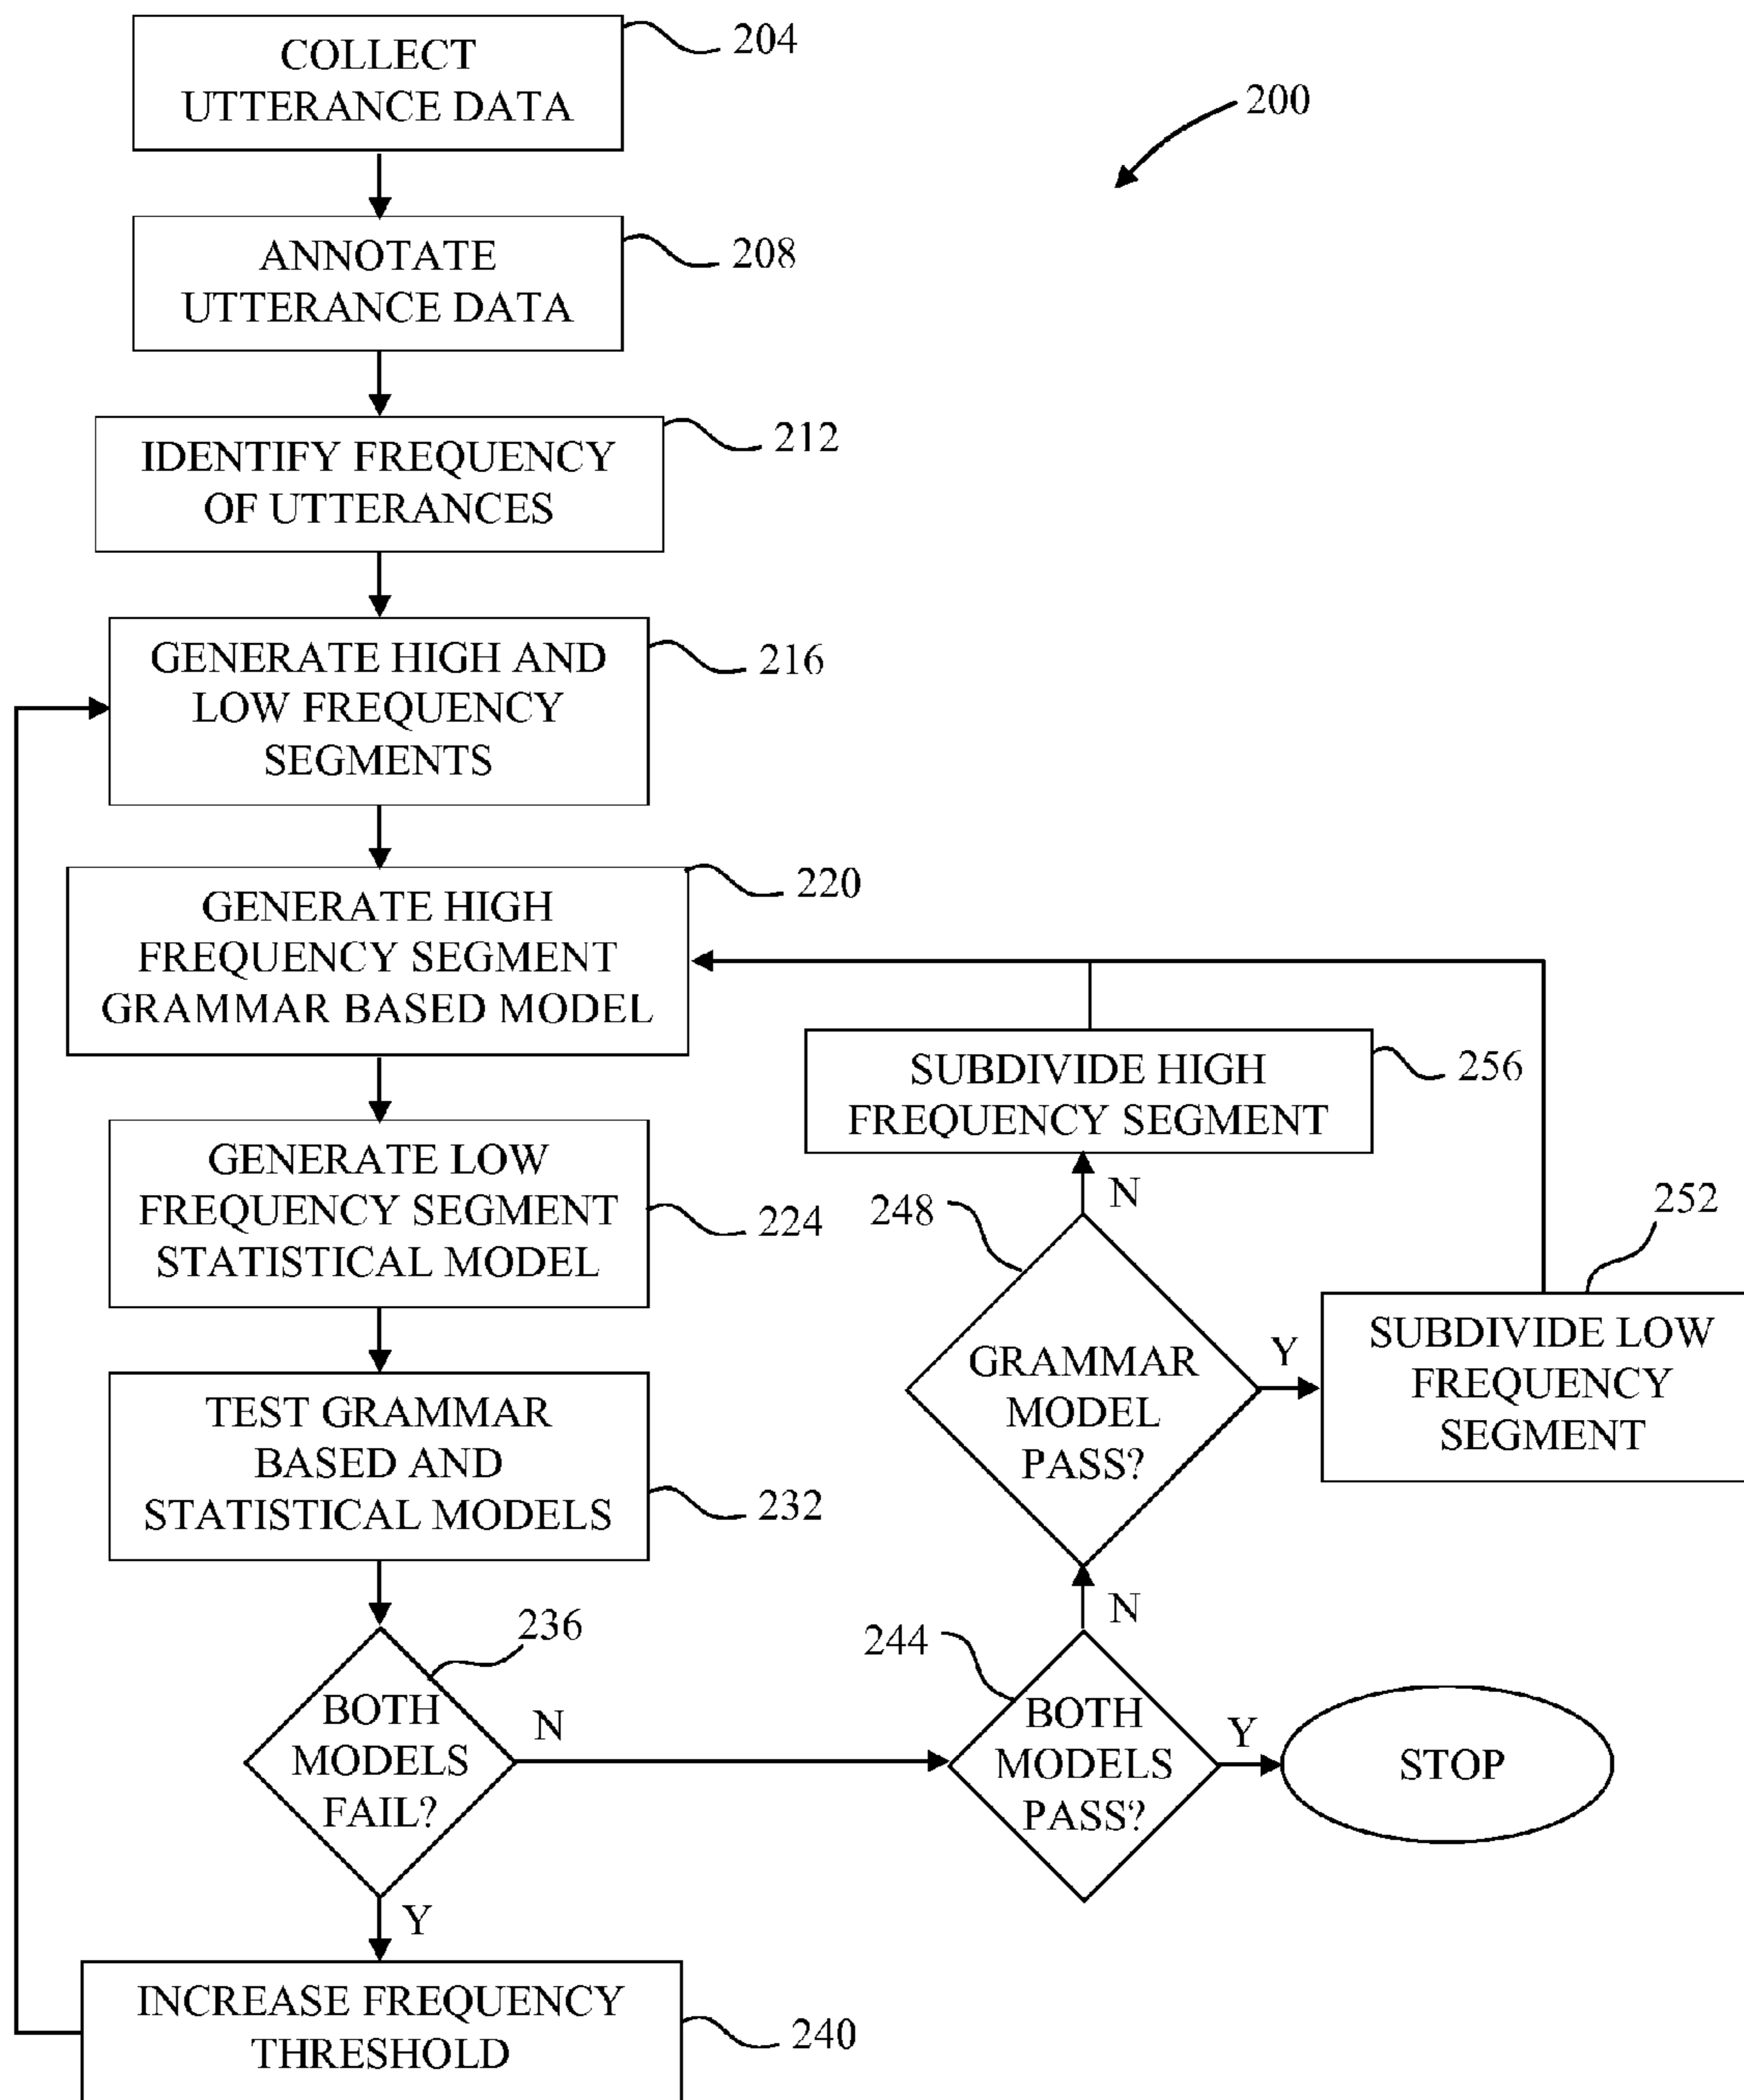 COLLECT
UTTERANCE DATA
204
200
ANNOTATE
UTTERANCE DATA
208
IDENTIFY FREQUENCY
OF UTTERANCES
212
GENERATE HIGH AND
LOW FREQUENCY
SEGMENTS
216
GENERATE HIGH
FREQUENCY SEGMENT
GRAMMAR BASED MODEL
220
GENERATE LOW
FREQUENCY SEGMENT
STATISTICAL MODEL
224
TEST GRAMMAR
BASED AND
STATISTICAL MODELS
232
BOTH
MODELS
FAIL?
236
N
Y
INCREASE FREQUENCY
THRESHOLD
240
BOTH
MODELS
PASS?
244
Y
STOP
N
GRAMMAR
MODEL
PASS?
248
Y
SUBDIVIDE LOW
FREQUENCY
SEGMENT
252
N
SUBDIVIDE HIGH
FREQUENCY SEGMENT
256